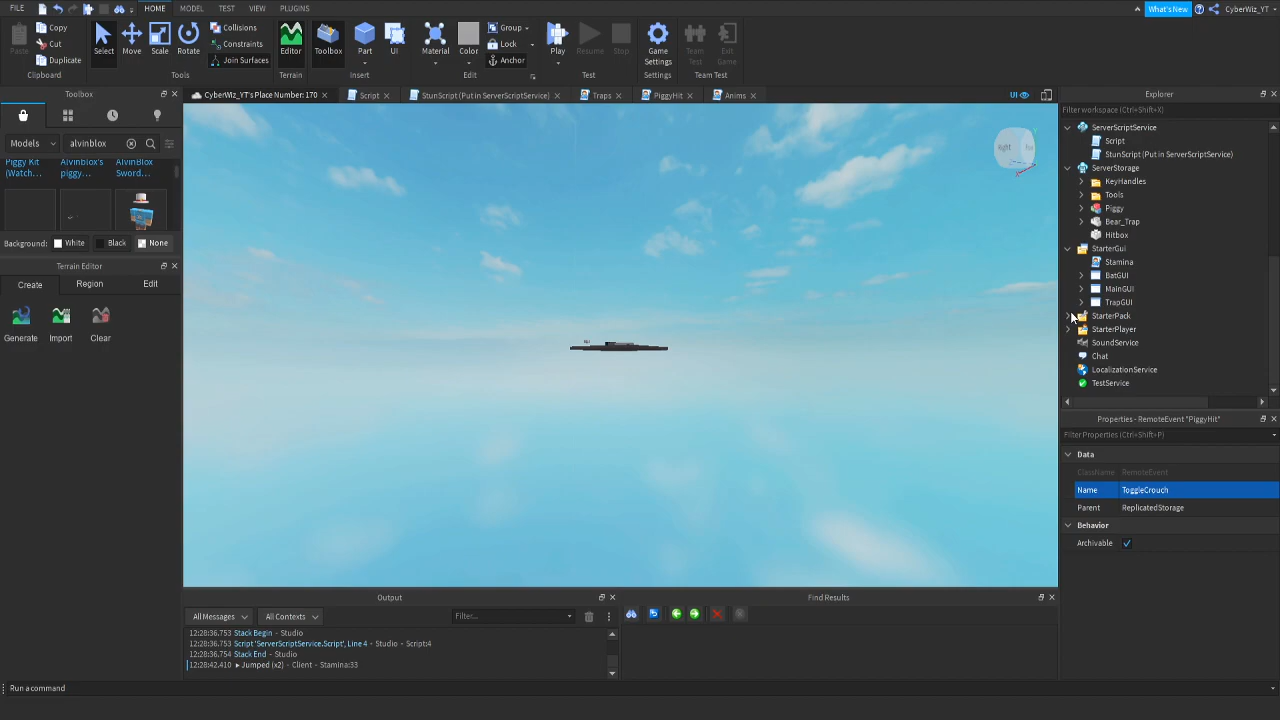 FILE
HOME
MODEL
TEST
VIEW
PLUGINS
What's New
CyberWiz_YT
Paste
Copy
Cut
Duplicate
Clipboard
Select
Move
Scale
Rotate
Collisions
Constraints
Join Surfaces
Tools
Editor
Terrain
Toolbox
Part
UI
Insert
Material
Color
Group
Lock
Anchor
Edit
Play
Resume
Stop
Test
Game
Settings
Settings
Team
Test
Exit
Game
Team Test
Toolbox
CyberWiz_YT's Place Number: 170
Script
StunScript (Put in ServerScriptService)
Traps
PiggyHit
Anims
UI
Explorer
Filter workspace (Ctrl+Shift+X)
Models
alvinblox
Piggy Kit
(Watch...
Alvinblox's
piggy...
AlvinBlox
Sword...
Background:
White
Black
None
Terrain Editor
Create
Region
Edit
Generate
Import
Clear
Right
ServerScriptService
Script
StunScript (Put in ServerScriptService)
ServerStorage
KeyHandles
Tools
Piggy
Bear_Trap
Hitbox
StarterGui
Stamina
BatGUI
MainGUI
TrapGUI
StarterPack
StarterPlayer
SoundService
Chat
LocalizationService
TestService
Properties - RemoteEvent "PiggyHit"
Filter Properties (Ctrl+Shift+P)
Data
ClassName RemoteEvent
Name ToggleCrouch
Parent ReplicatedStorage
Behavior
Archivable
Output
All Messages
All Contexts
Filter...
12:28:36.753 Stack Begin - Studio
12:28:36.753 Script 'ServerScriptService.Script', Line 4 - Studio - Script:4
12:28:36.754 Stack End - Studio
12:28:42.410 ▸ Jumped (x2) - Client - Stamina:33
Find Results
Run a command